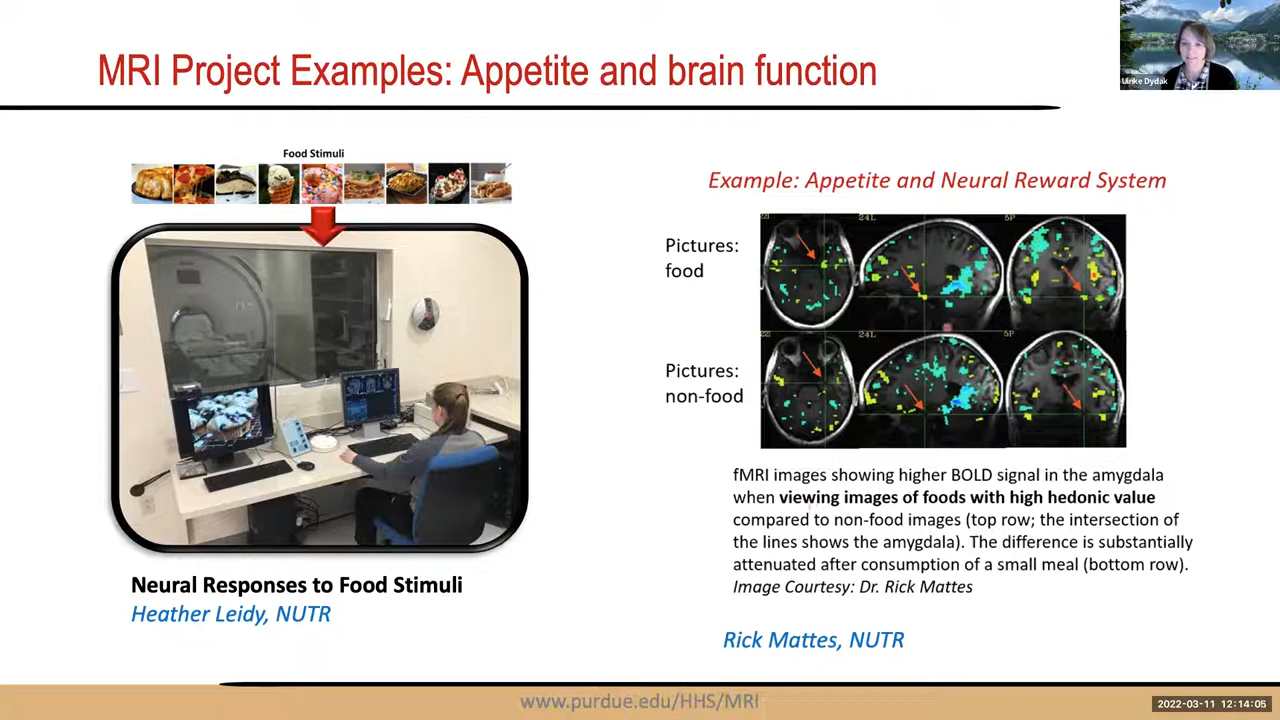 MRI Project Examples: Appetite and brain function
Ulrike Dydak
Food Stimuli
Example: Appetite and Neural Reward System
Pictures:
food
24L
5P
Pictures:
non-food
24L
5P
fMRI images showing higher BOLD signal in the amygdala
when viewing images of foods with high hedonic value
compared to non-food images (top row; the intersection of
the lines shows the amygdala). The difference is substantially
attenuated after consumption of a small meal (bottom row).
Image Courtesy: Dr. Rick Mattes
Neural Responses to Food Stimuli
Heather Leidy, NUTR
Rick Mattes, NUTR
www.purdue.edu/HHS/MRI
2022-03-11 12:14:05